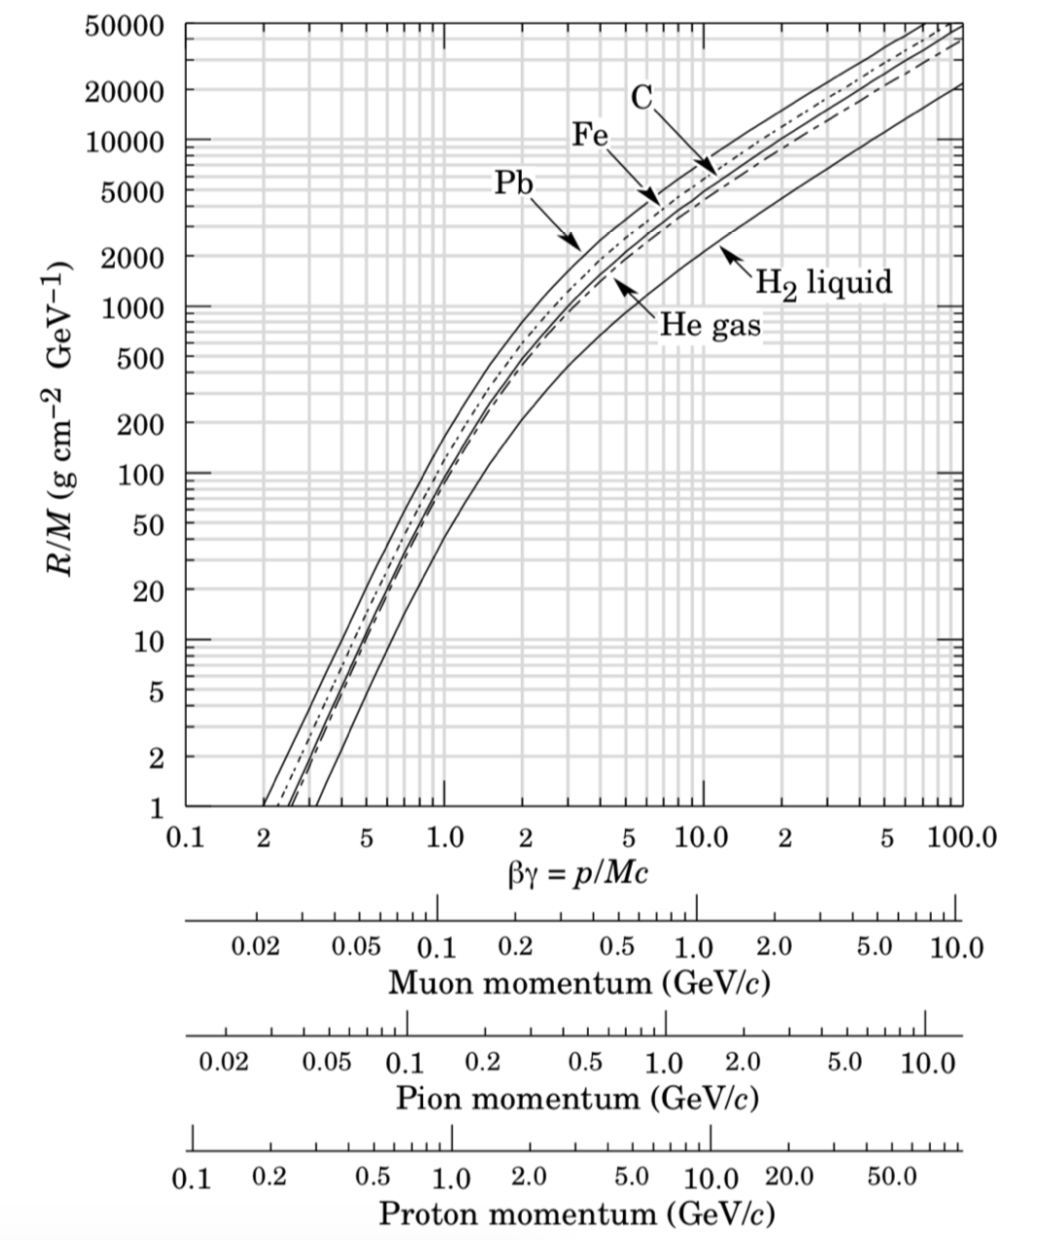 50000
20000
10000
5000
2000
1000
500
200
100
50
20
10
5
2
1
R/M (g cm−2 GeV−1)
C
Fe
Pb
H2 liquid
He gas
0.1 2 5 1.0 2 5 10.0 2 5 100.0
βγ = p/Mc
0.02 0.05 0.1 0.2 0.5 1.0 2.0 5.0 10.0
Muon momentum (GeV/c)
0.02 0.05 0.1 0.2 0.5 1.0 2.0 5.0 10.0
Pion momentum (GeV/c)
0.1 0.2 0.5 1.0 2.0 5.0 10.0 20.0 50.0
Proton momentum (GeV/c)